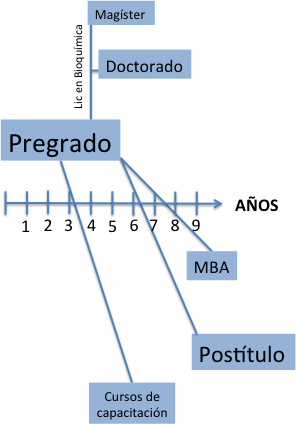 Magíster
Lic en Bioquímica
Doctorado
Pregrado
AÑOS
1 2 3 4 5 6 7 8 9
MBA
Postítulo
Cursos de
capacitación